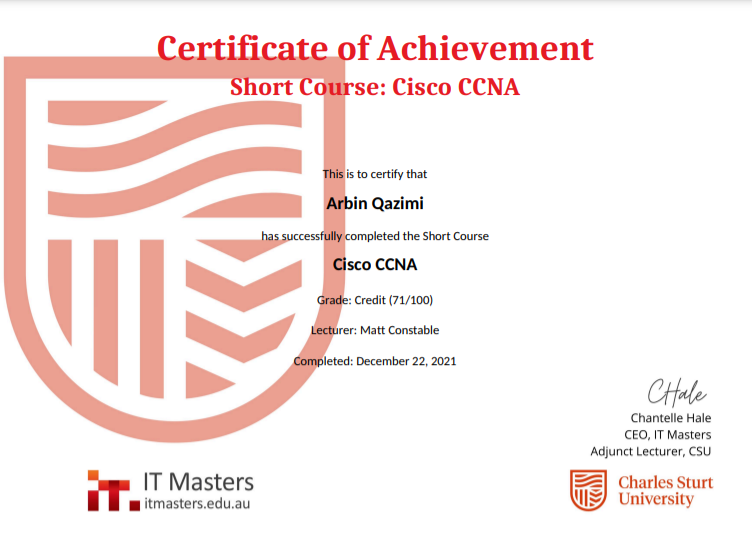 Certificate of Achievement
Short Course: Cisco CCNA
This is to certify that
Arbin Qazimi
has successfully completed the Short Course
Cisco CCNA
Grade: Credit (71/100)
Lecturer: Matt Constable
Completed: December 22, 2021
CHale
Chantelle Hale
CEO, IT Masters
Adjunct Lecturer, CSU
IT Masters
itmasters.edu.au
Charles Sturt
University